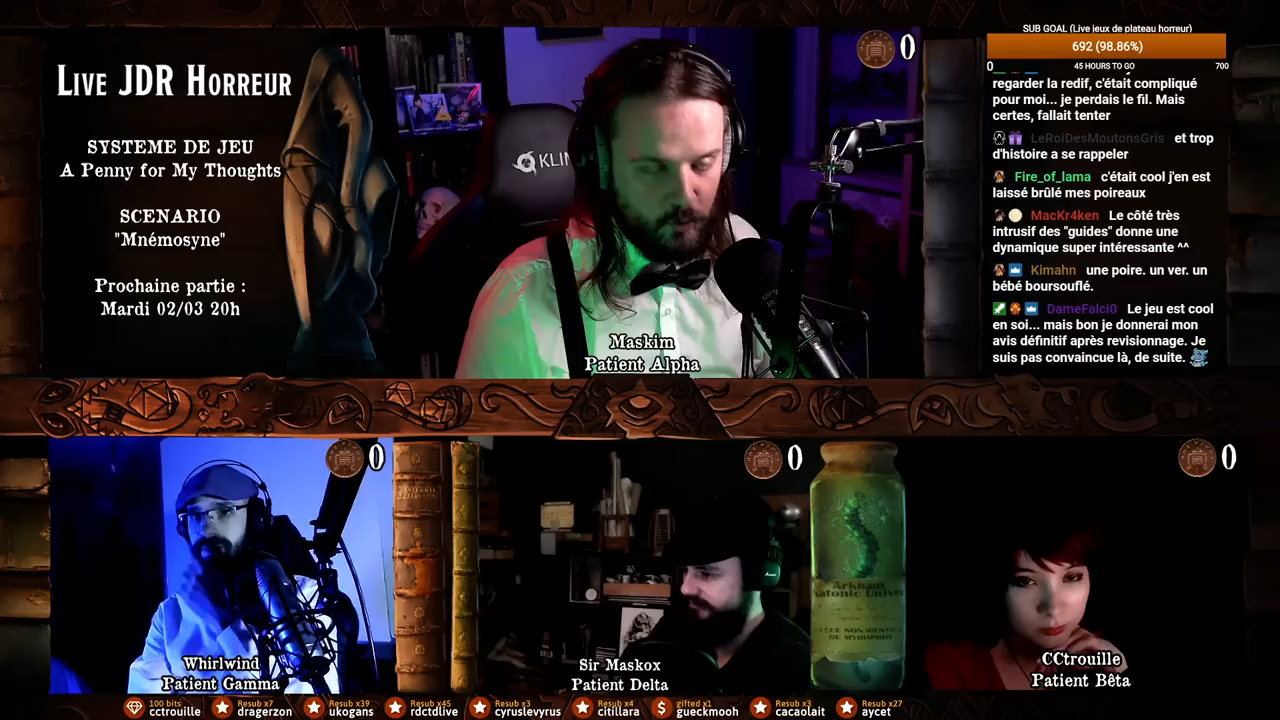 LIVE JDR HORREUR
SYSTEME DE JEU
A Penny for My Thoughts
SCENARIO
"Mnémosyne"
Prochaine partie :
Mardi 02/03 20h
KLIM
0
Maskim
Patient Alpha
SUB GOAL (Live jeux de plateau horreur)
692 (98.86%)
0
45 HOURS TO GO
700
regarder la redif, c'était compliqué
pour moi... je perdais le fil. Mais
certes, fallait tenter
LeRoiDesMoutonsGris et trop
d'histoire a se rappeler
Fire_of_lama c'était cool j'en est
laissé brûlé mes poireaux
MacKr4ken Le côté très
intrusif des "guides" donne une
dynamique super intéressante ^^
Kimahn une poire. un ver. un
bébé boursouflé.
DameFalci0 Le jeu est cool
en soi... mais bon je donnerai mon
avis définitif après revisionnage. Je
suis pas convaincue là, de suite.
0
Whirlwind
Patient Gamma
0
Sir Maskox
Patient Delta
Arkham
0
CCtrouille
Patient Bêta
100 bits
cctrouille
Resub x7
dragerzon
Resub x39
ukogans
Resub x45
rdctdlive
Resub x3
cyruslevyrus
Resub x4
citillara
gifted x1
gueckmooh
Resub x3
cacaolait
Resub x27
aycet